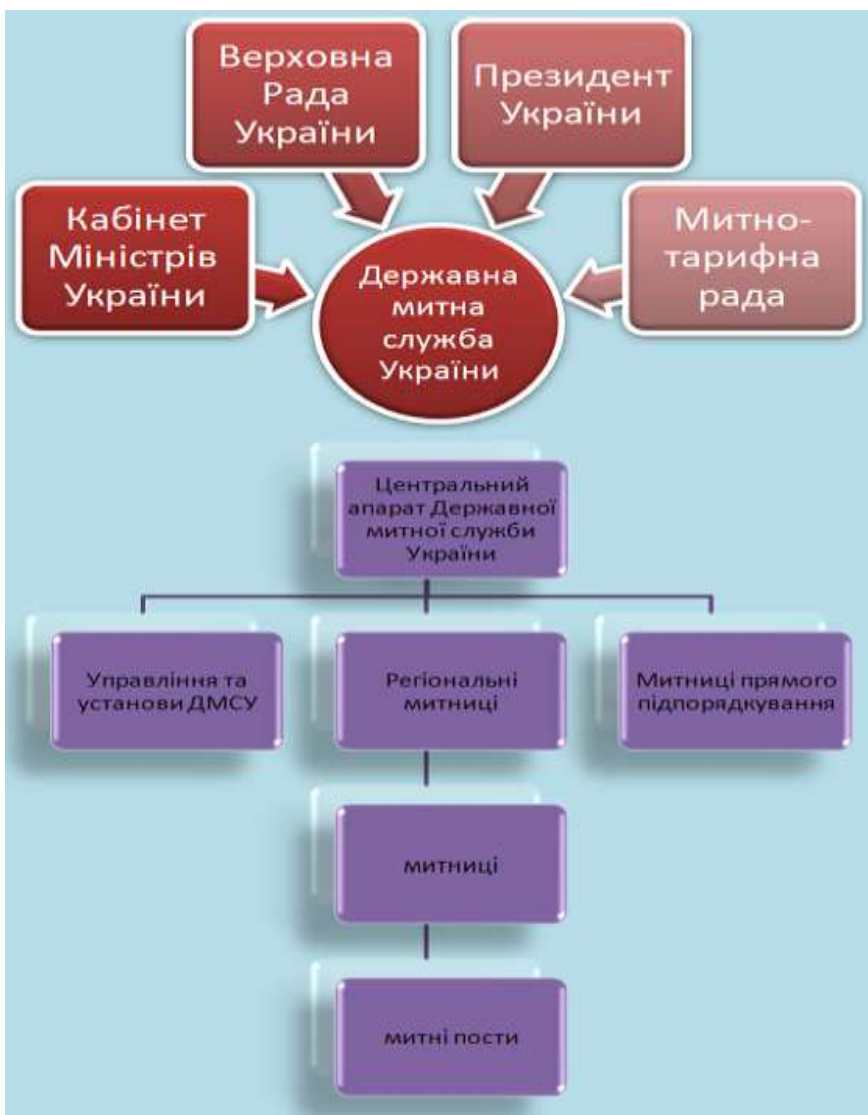 Верховна
Рада
України
Президент
України
Кабінет
Міністрів
України
Митно-
тарифна
рада
Державна
митна
служба
України
Центральний
апарат Державної
митної служби
України
Управління та
установи ДМСУ
Регіональні
митниці
Митниці прямого
підпорядкування
митниці
митні пости